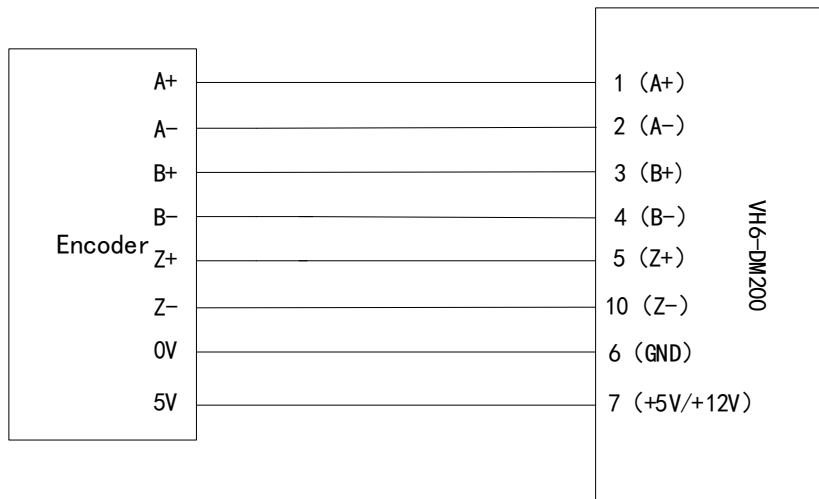 A+ 1 (A+)
A- 2 (A-)
B+ 3 (B+)
B- 4 (B-)
Encoder
Z+ 5 (Z+)
Z- 10 (Z-)
0V 6 (GND)
5V 7 (+5V/+12V)
VH6-DM200